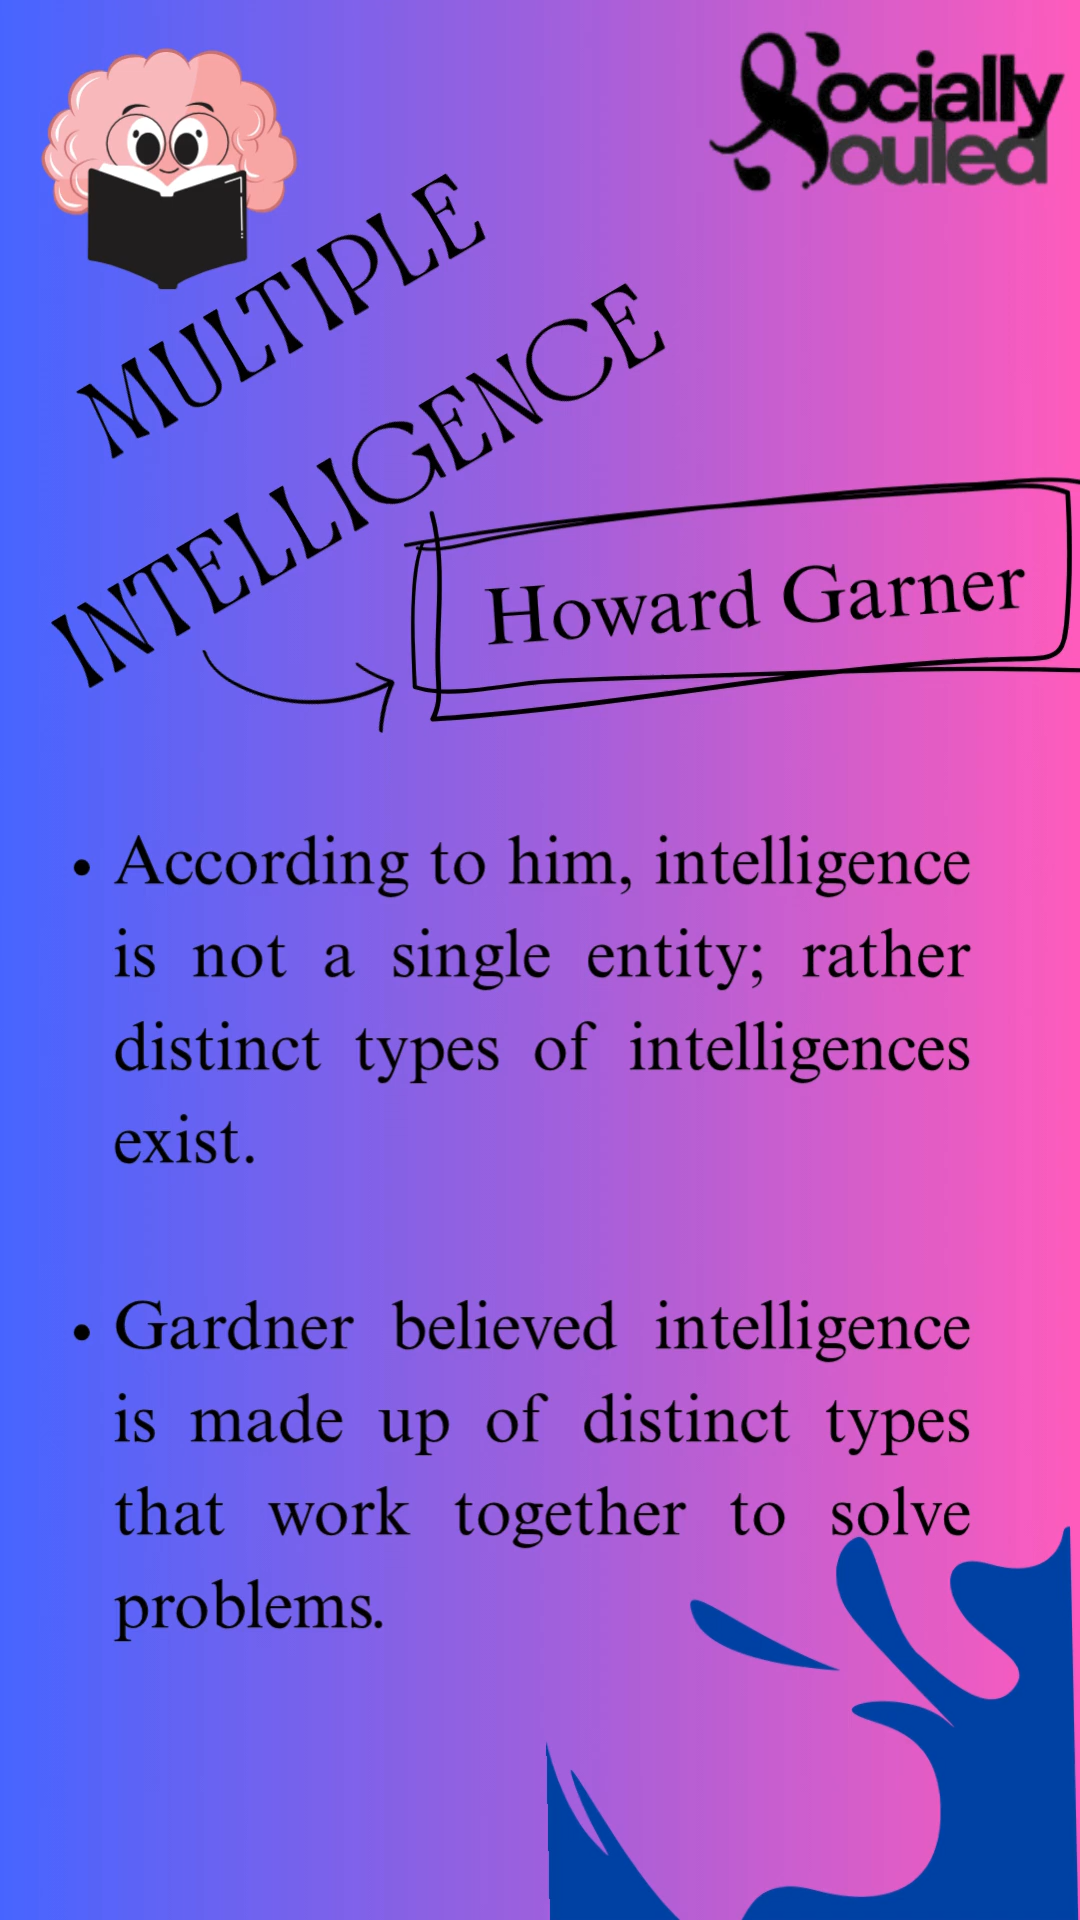 Socially
Souled
MULTIPLE
INTELLIGENCE
Howard Garner
• According to him, intelligence
is not a single entity; rather
distinct types of intelligences
exist.
• Gardner believed intelligence
is made up of distinct types
that work together to solve
problems.